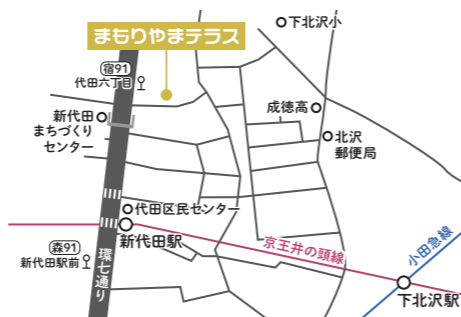 下北沢小
まもりやまテラス
宿91
代田六丁目
成徳高
新代田
まちづくり
センター
北沢
郵便局
代田区民センター
新代田駅
京王井の頭線
小田急線
森91
新代田駅前
環七通り
下北沢駅